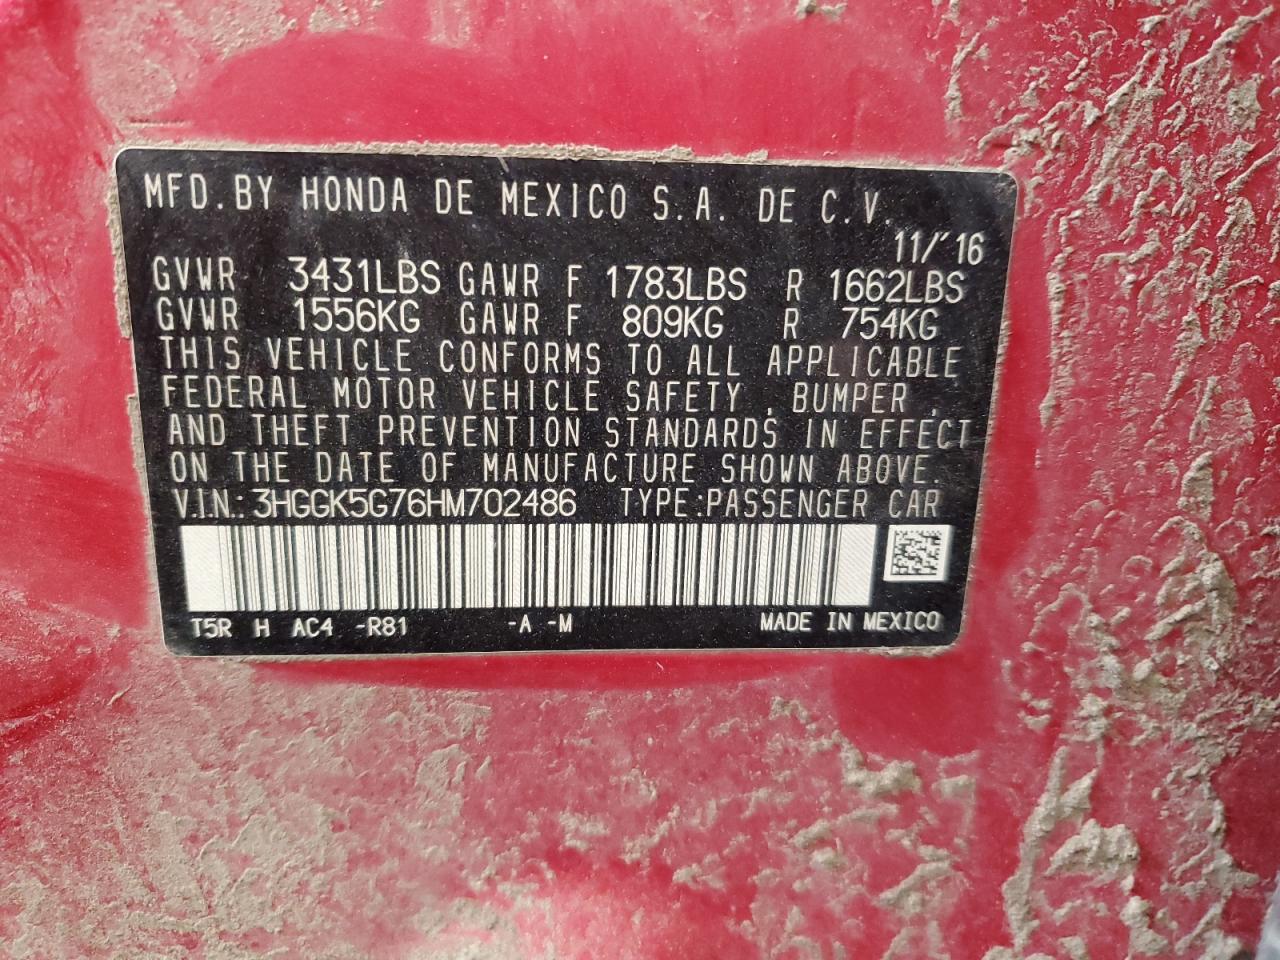 MFD. BY HONDA DE MEXICO S.A. DE C.V.
11/'16
GVWR 3431LBS GAWR F 1783LBS R 1662LBS
GVWR 1556KG GAWR F 809KG R 754KG
THIS VEHICLE CONFORMS TO ALL APPLICABLE
FEDERAL MOTOR VEHICLE SAFETY, BUMPER,
AND THEFT PREVENTION STANDARDS IN EFFECT
ON THE DATE OF MANUFACTURE SHOWN ABOVE.
V.I.N.: 3HGGK5G76HM702486 TYPE:PASSENGER CAR
T5R H AC4 -R81 -A -M MADE IN MEXICO